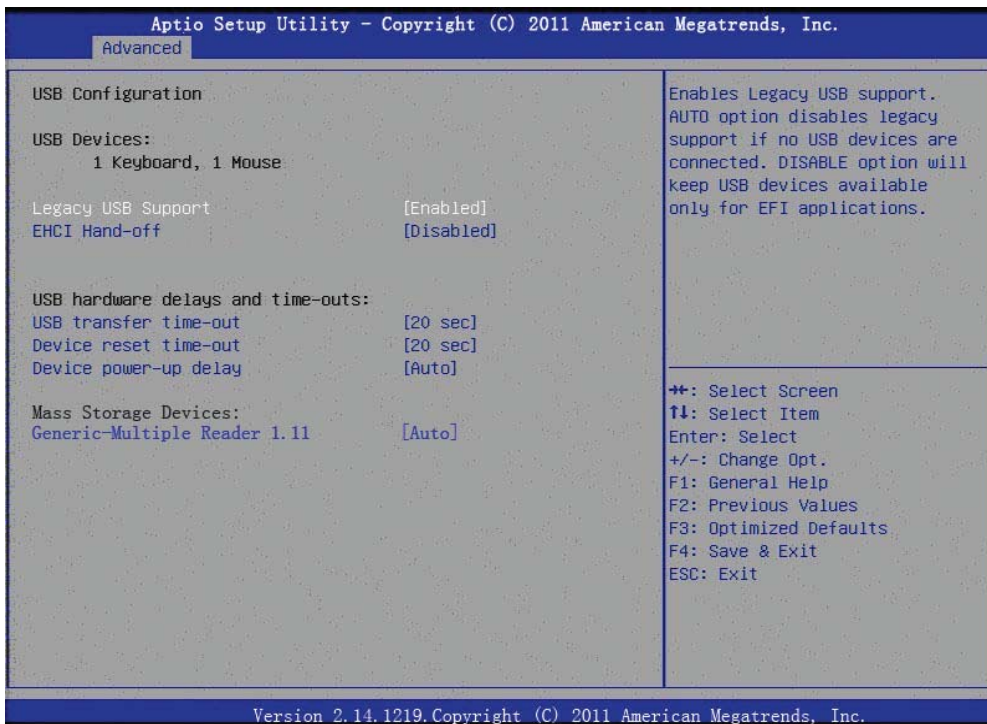 Aptio Setup Utility - Copyright (C) 2011 American Megatrends, Inc.
Advanced
USB Configuration
USB Devices:
1 Keyboard, 1 Mouse
Legacy USB Support [Enabled]
EHCI Hand-off [Disabled]
USB hardware delays and time-outs:
USB transfer time-out [20 sec]
Device reset time-out [20 sec]
Device power-up delay [Auto]
Mass Storage Devices:
Generic-Multiple Reader 1.11 [Auto]
Enables Legacy USB support.
AUTO option disables legacy
support if no USB devices are
connected. DISABLE option will
keep USB devices available
only for EFI applications.
→←: Select Screen
↑↓: Select Item
Enter: Select
+/-: Change Opt.
F1: General Help
F2: Previous Values
F3: Optimized Defaults
F4: Save & Exit
ESC: Exit
Version 2.14.1219.Copyright (C) 2011 American Megatrends, Inc.